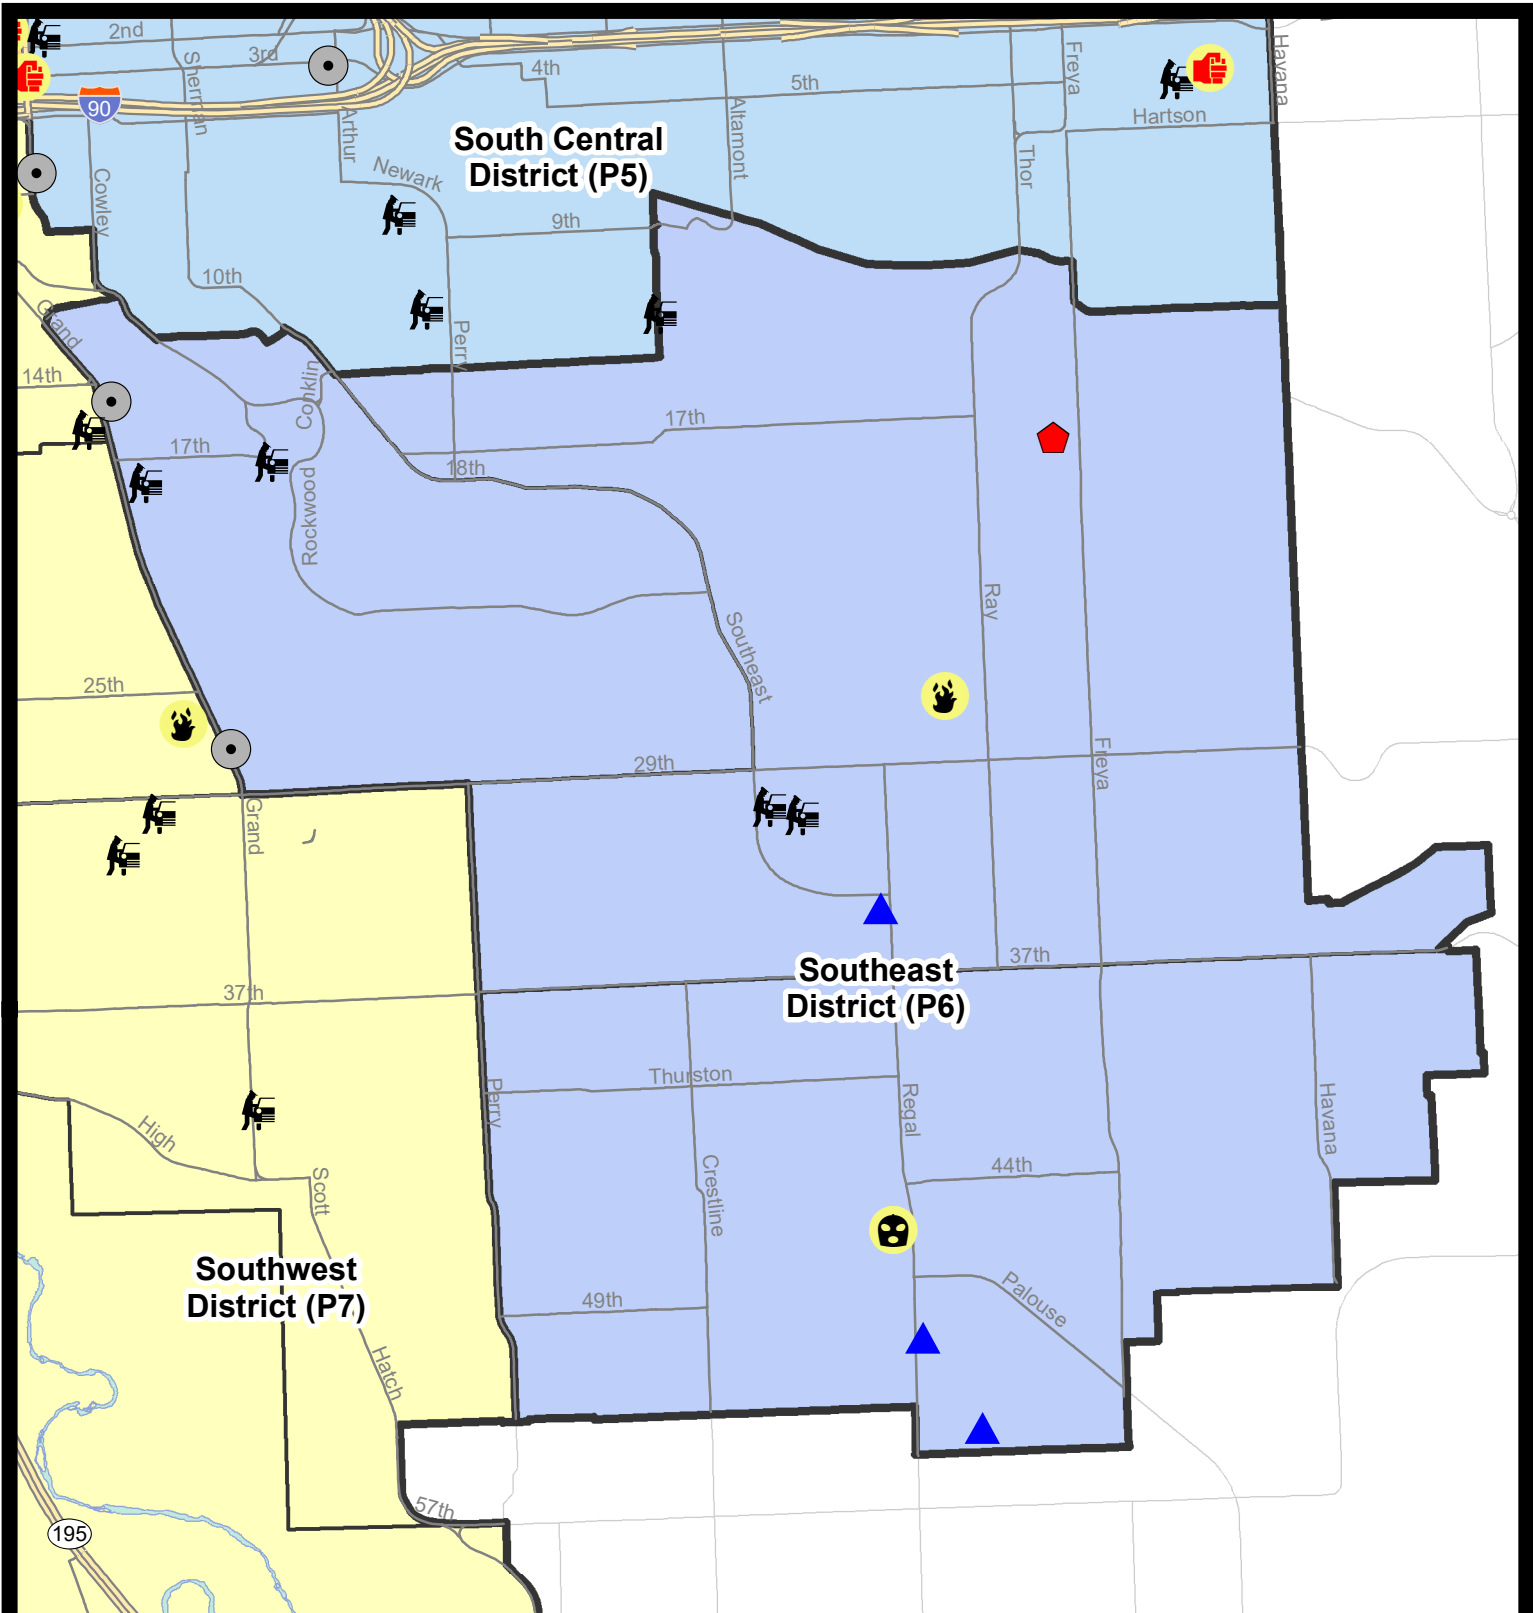 2nd
3rd
Sherman
90
Arthur
4th
5th
Freya
Havana
Altamont
Hartson
South Central
District (P5)
Thor
Newark
Cowley
9th
10th
Grand
Perry
14th
Conklin
17th
17th
18th
Rockwood
Ray
Southeast
25th
29th
Freya
Grand
37th
Southeast
District (P6)
37th
Thurston
Perry
Regal
Havana
High
Scott
Crestline
44th
Southwest
District (P7)
49th
Palouse
Hatch
57th
195